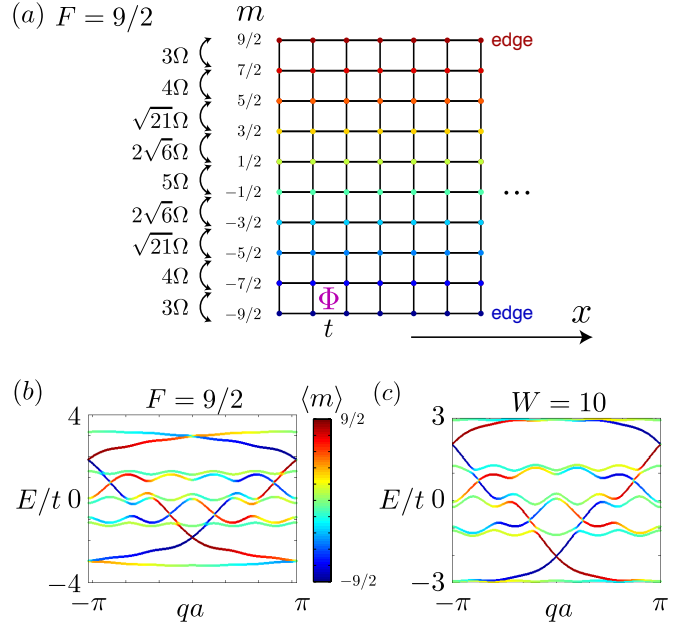 (a) F = 9/2
m
9/2 edge
3Ω
7/2
4Ω
5/2
√21Ω
3/2
2√6Ω
1/2
5Ω
−1/2 ...
2√6Ω
−3/2
√21Ω
−5/2
4Ω
−7/2
3Ω Φ
−9/2 edge
t
x
(b) F = 9/2 ⟨m⟩
4
E/t 0
−4
−π π
qa
9/2
−9/2
(c) W = 10
3
E/t 0
−3
−π π
qa